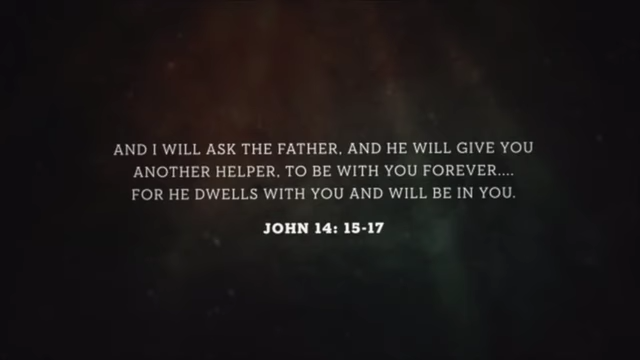 AND I WILL ASK THE FATHER, AND HE WILL GIVE YOU
ANOTHER HELPER, TO BE WITH YOU FOREVER....
FOR HE DWELLS WITH YOU AND WILL BE IN YOU.
JOHN 14: 15-17